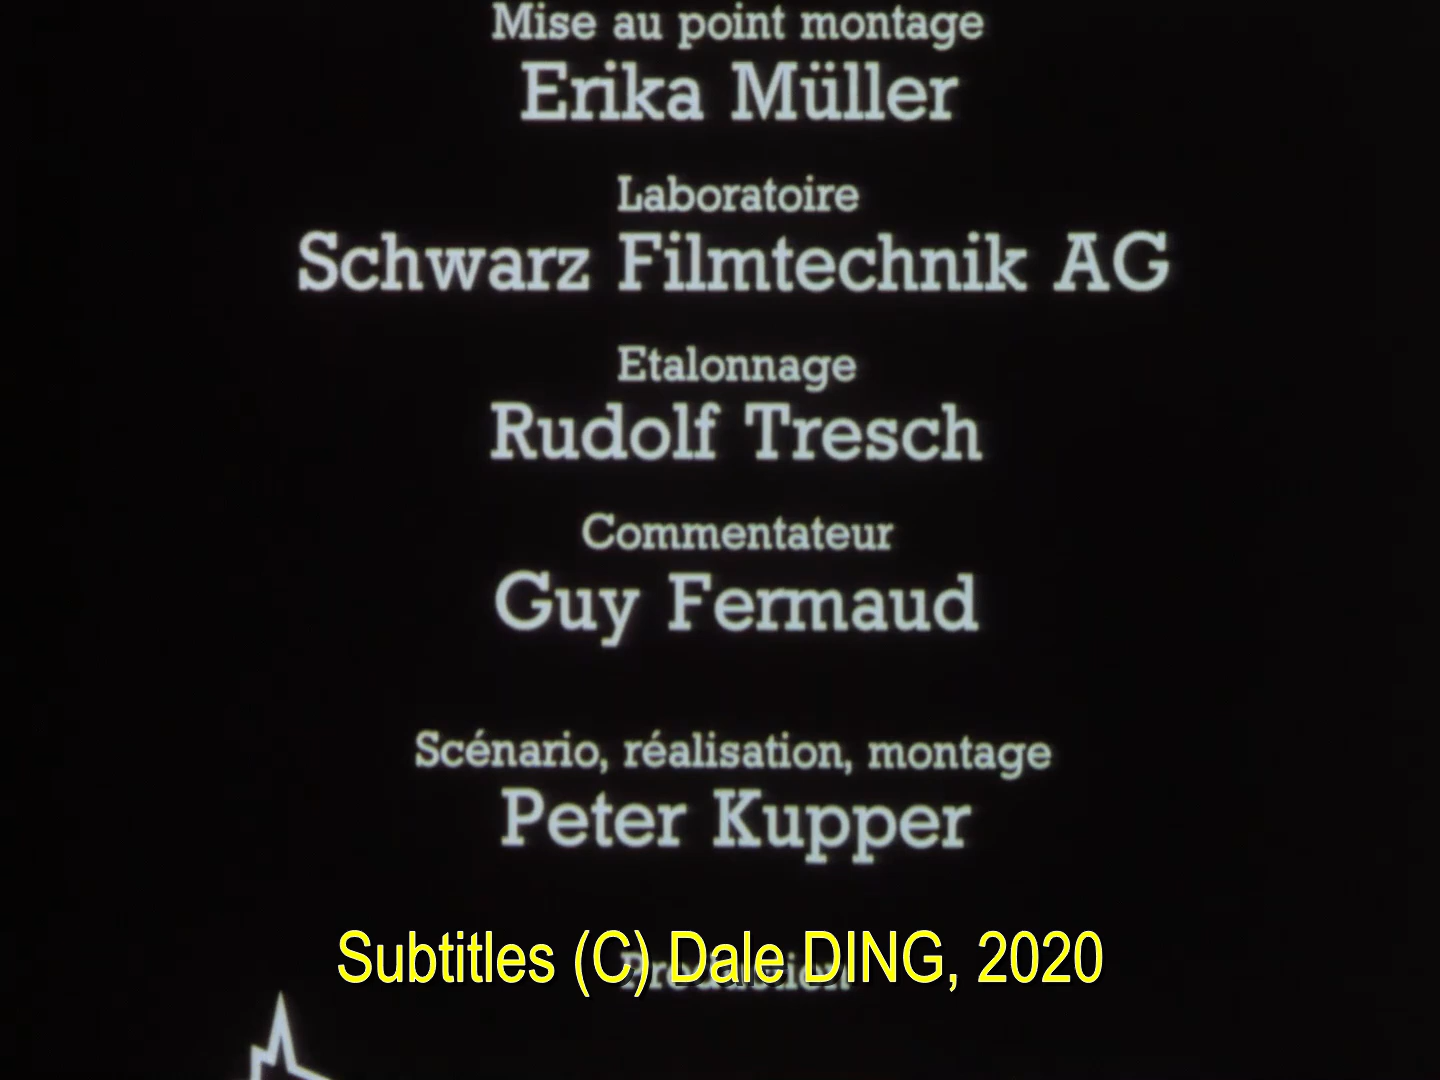 Mise au point montage
Erika Müller
Laboratoire
Schwarz Filmtechnik AG
Etalonnage
Rudolf Tresch
Commentateur
Guy Fermaud
Scénario, réalisation, montage
Peter Kupper
Production
Subtitles (C) Dale DING, 2020